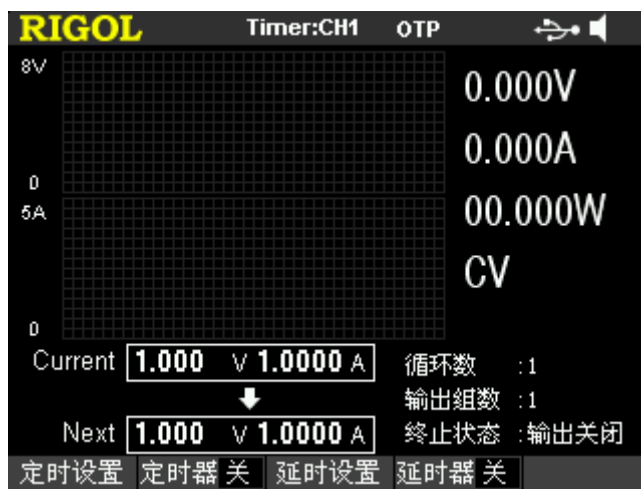 RIGOL Timer:CH1 OTP
8V
0.000V
0.000A
0
5A
00.000W
CV
0
Current 1.000 V 1.0000 A
循环数 :1
输出组数 :1
Next 1.000 V 1.0000 A
终止状态 :输出关闭
定时设置 定时器 关 延时设置 延时器 关